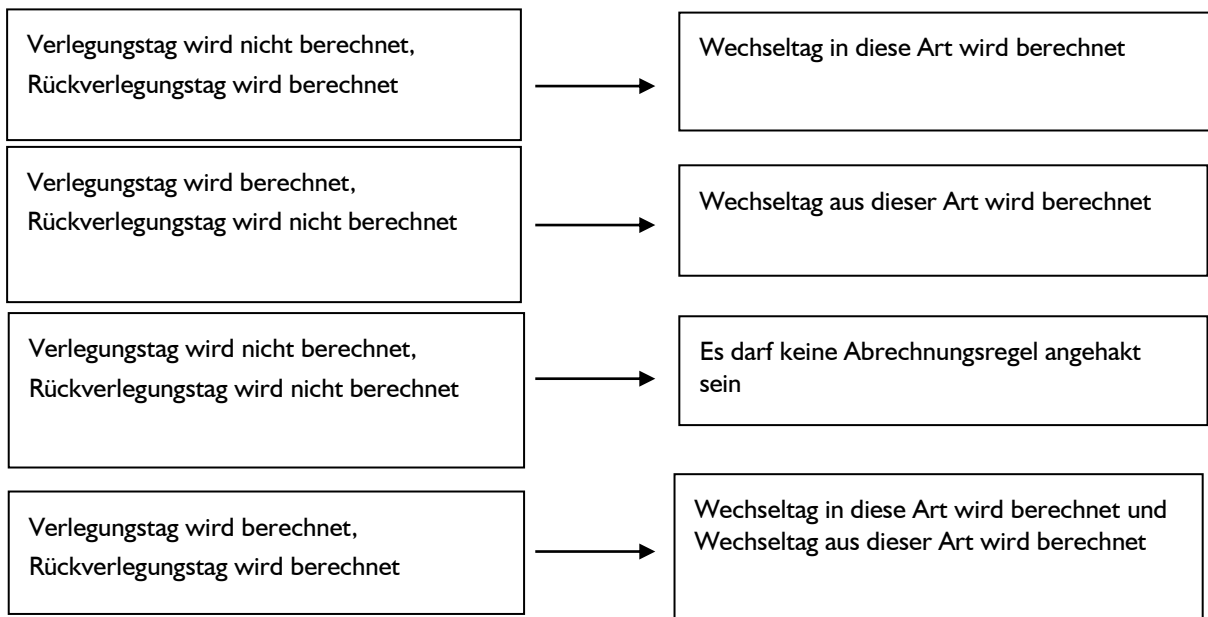 Verlegungstag wird nicht berechnet,
Rückverlegungstag wird berechnet
Wechseltag in diese Art wird berechnet
Verlegungstag wird berechnet,
Rückverlegungstag wird nicht berechnet
Wechseltag aus dieser Art wird berechnet
Verlegungstag wird nicht berechnet,
Rückverlegungstag wird nicht berechnet
Es darf keine Abrechnungsregel angehakt
sein
Verlegungstag wird berechnet,
Rückverlegungstag wird berechnet
Wechseltag in diese Art wird berechnet und
Wechseltag aus dieser Art wird berechnet